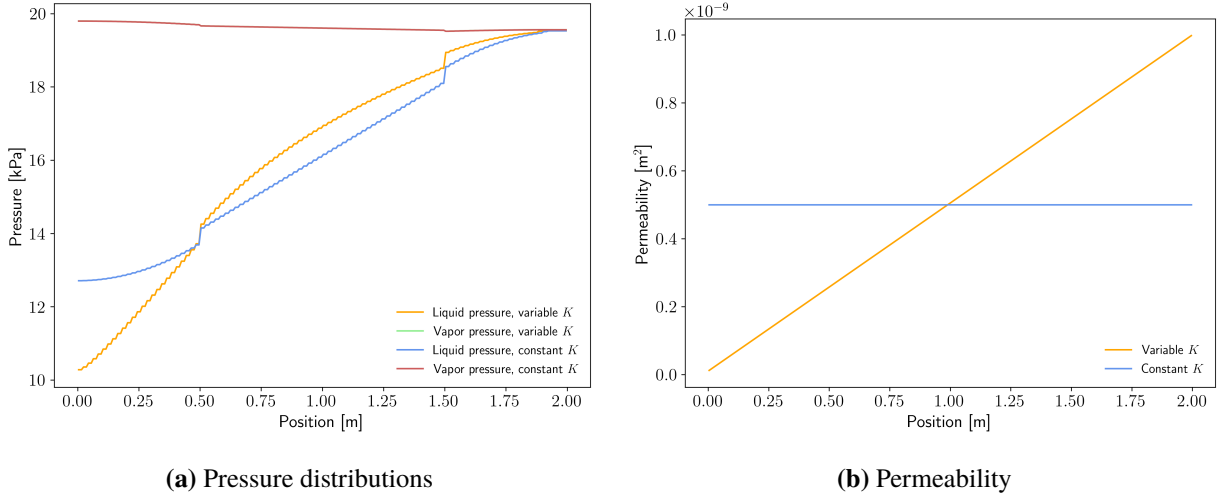 20
18
16
14
12
10
Pressure [kPa]
0.00 0.25 0.50 0.75 1.00 1.25 1.50 1.75 2.00
Position [m]
Liquid pressure, variable K
Vapor pressure, variable K
Liquid pressure, constant K
Vapor pressure, constant K
(a) Pressure distributions
×10⁻⁹
1.0
0.8
0.6
0.4
0.2
0.0
Permeability [m²]
0.00 0.25 0.50 0.75 1.00 1.25 1.50 1.75 2.00
Position [m]
Variable K
Constant K
(b) Permeability